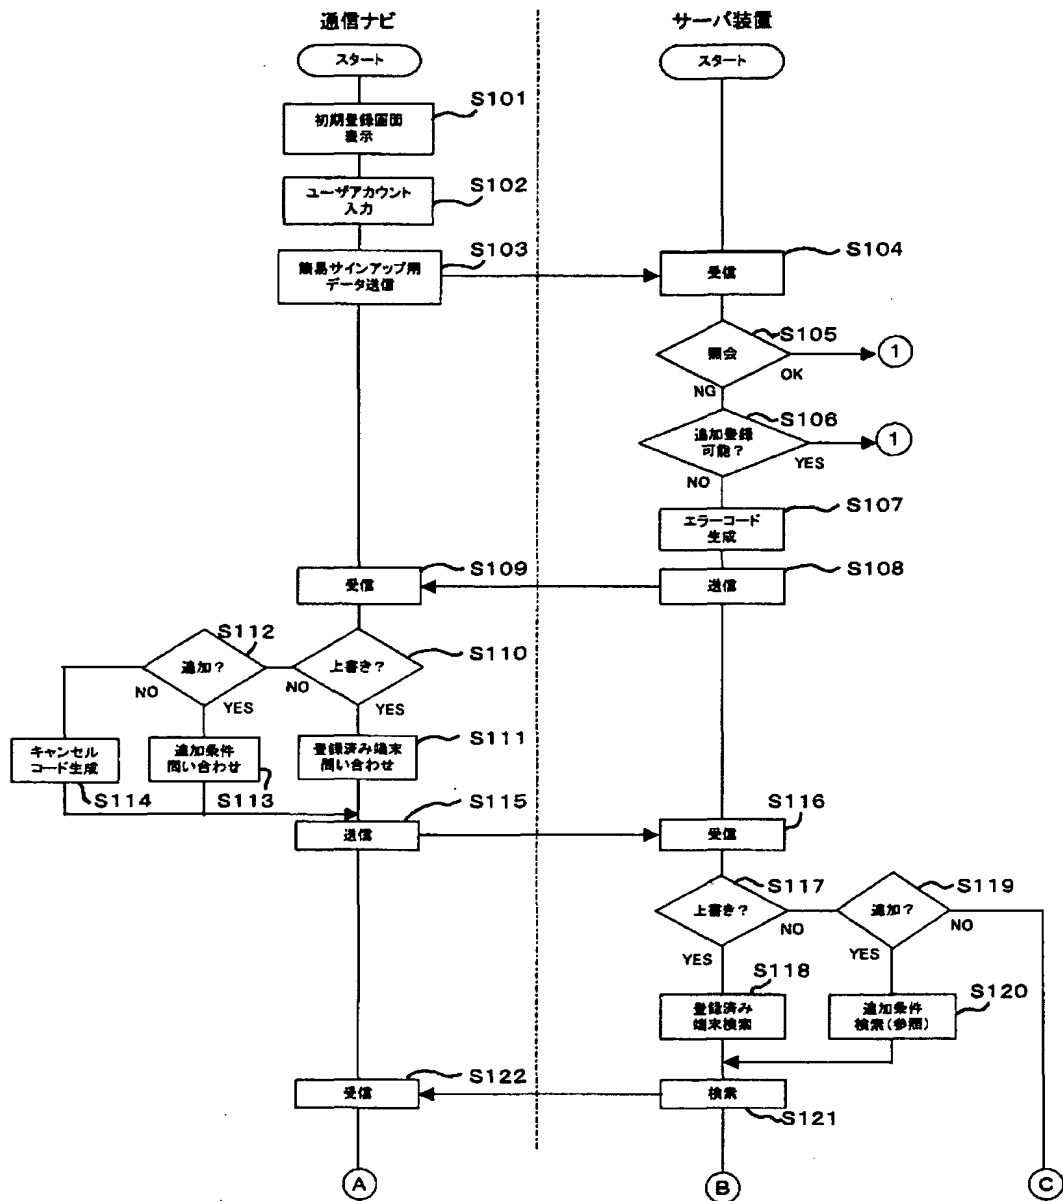 通信ナビ
サーバ装置
スタート
スタート
S101
初期登録画面
表示
S102
ユーザアカウント
入力
S103
簡易サインアップ用
データ送信
S104
受信
S105
照会
OK
1
NG
S106
追加登録
可能?
YES
1
NO
S107
エラーコード
生成
S108
送信
S109
受信
S110
上書き?
NO
YES
S112
追加?
NO
YES
S111
登録済み端末
問い合わせ
追加条件
問い合わせ
S113
キャンセル
コード生成
S114
S115
送信
S116
受信
S117
上書き?
NO
YES
S119
追加?
NO
YES
S118
登録済み
端末検索
S120
追加条件
検索(参照)
S122
受信
検索
S121
A
B
C